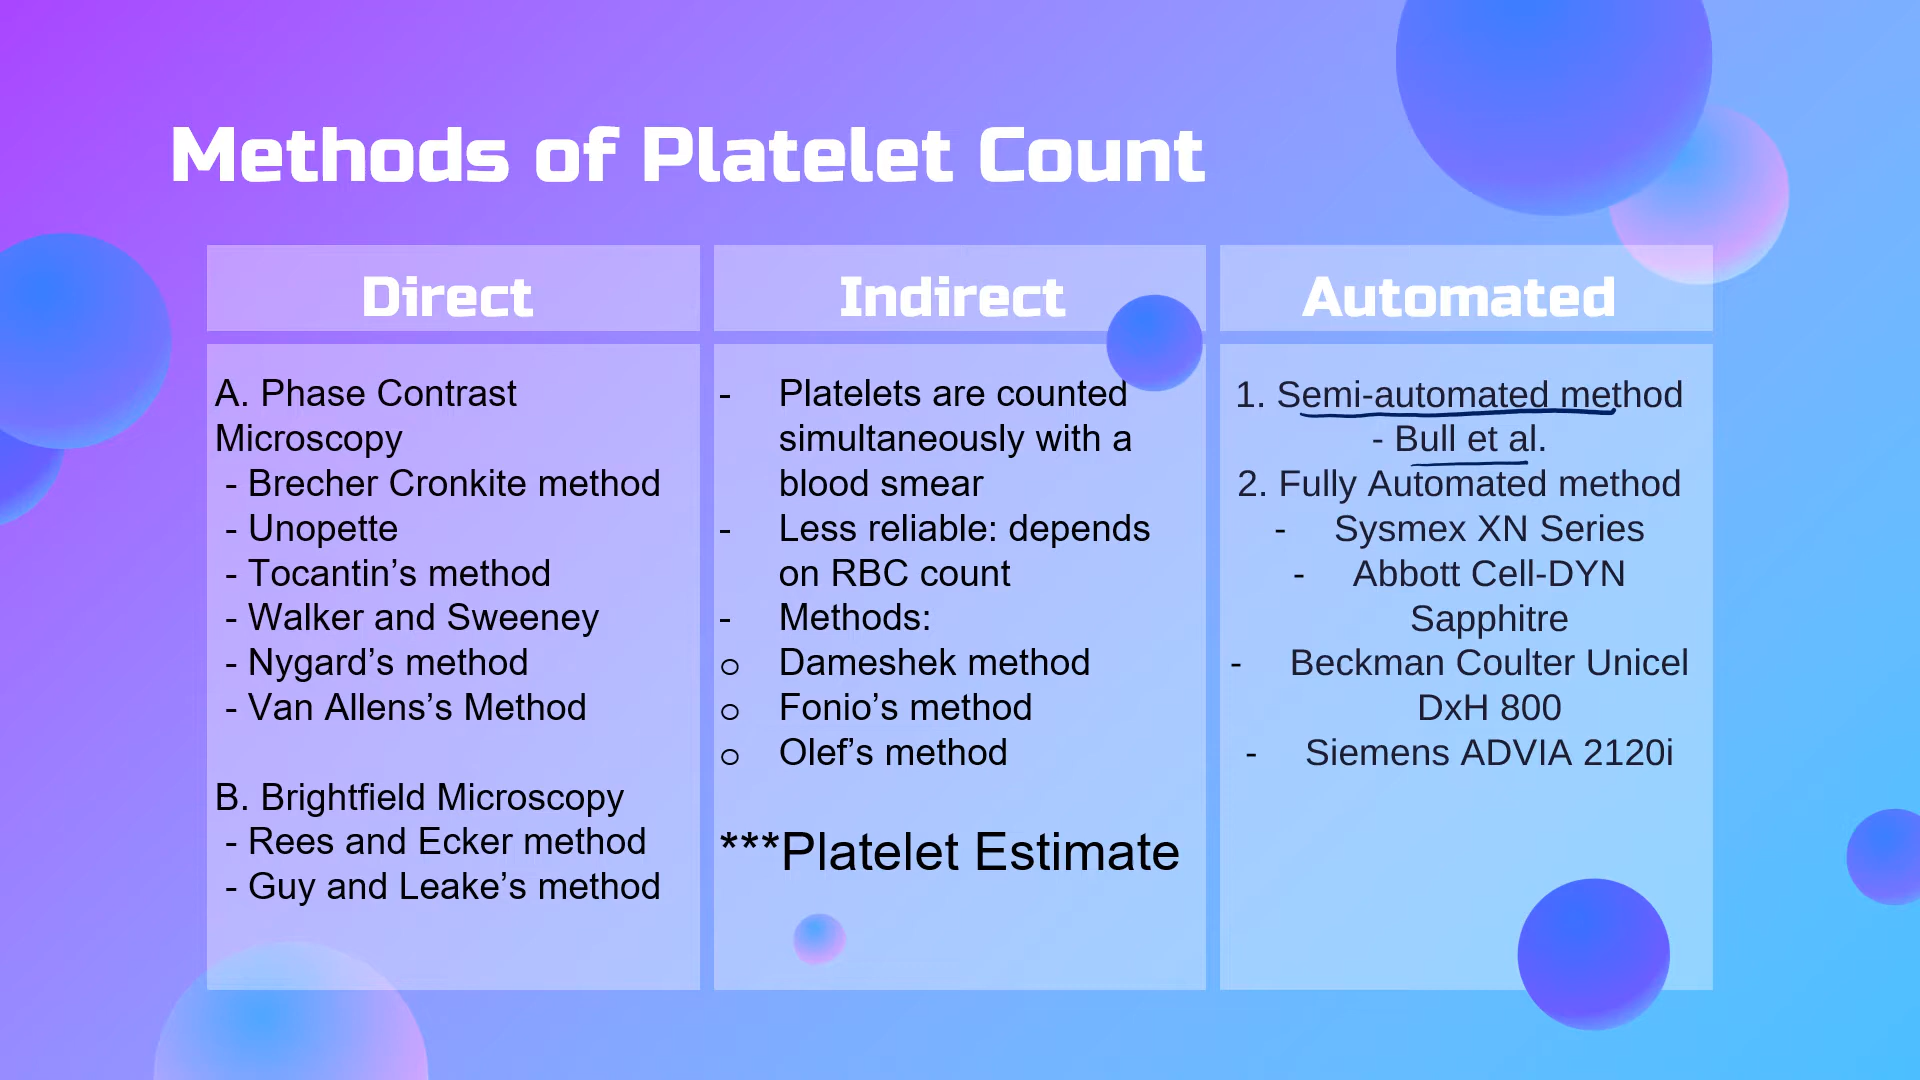 Methods of Platelet Count
Direct
A. Phase Contrast
Microscopy
- Brecher Cronkite method
- Unopette
- Tocantin’s method
- Walker and Sweeney
- Nygard’s method
- Van Allens’s Method
B. Brightfield Microscopy
- Rees and Ecker method
- Guy and Leake’s method
Indirect
- Platelets are counted
simultaneously with a
blood smear
- Less reliable: depends
on RBC count
- Methods:
o Dameshek method
o Fonio’s method
o Olef’s method
***Platelet Estimate
Automated
1. Semi-automated method
- Bull et al.
2. Fully Automated method
- Sysmex XN Series
- Abbott Cell-DYN
Sapphitre
- Beckman Coulter Unicel
DxH 800
- Siemens ADVIA 2120i